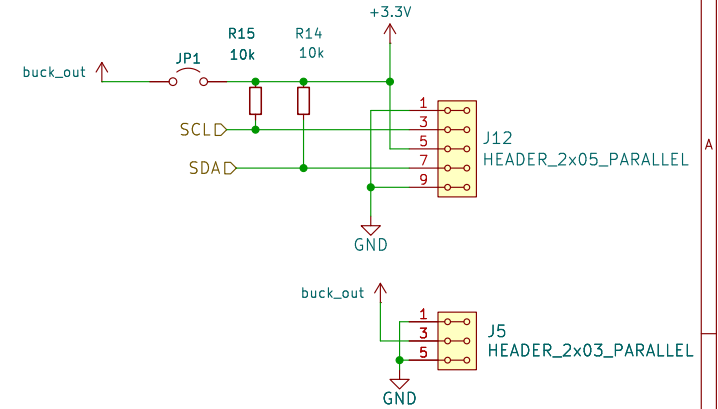 +3.3V
R15
R14
10k
10k
JP1
buck_out
1
SCL
3
J12
A
5
HEADER_2x05_PARALLEL
SDA
7
9
GND
buck_out
1
J5
3
HEADER_2x03_PARALLEL
5
GND